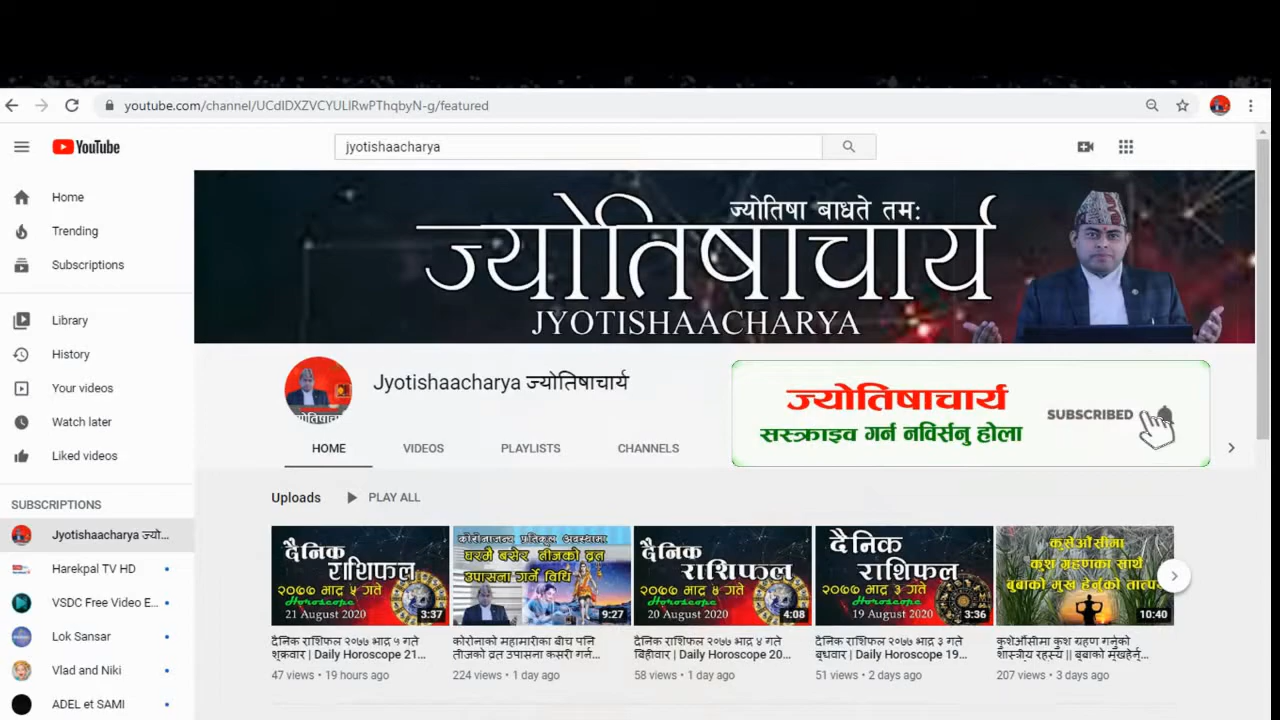 youtube.com/channel/UCdIDXZVCYULIRwPThqbyN-g/featured
YouTube
jyotishaacharya
Home
Trending
Subscriptions
Library
History
Your videos
Watch later
Liked videos
SUBSCRIPTIONS
Jyotishaacharya ज्यो...
Harekpal TV HD
VSDC Free Video E...
Lok Sansar
Vlad and Niki
ADEL et SAMI
ज्योतिषा बाधते तमः
ज्योतिषाचार्य
JYOTISHAACHARYA
Jyotishaacharya ज्योतिषाचार्य
ज्योतिषाचार्य
सस्क्राइव गर्न नविर्सनु होला
SUBSCRIBED
HOME VIDEOS PLAYLISTS CHANNELS
Uploads PLAY ALL
दैनिक
राशिफल
२०७७ भाद्र ५ गते
Horoscope
21 August 2020
3:37
दैनिक राशिफल २०७७ भाद्र ५ गते
शुक्रवार | Daily Horoscope 21...
47 views • 19 hours ago
कोरोनाजन्य प्रतिकूल अवस्थामा
घरमै बसेर तीजको व्रत
उपासना गर्ने विधि
9:27
कोरोनाको महामारीका बीच पनि
तीजको व्रत उपासना कसरी गर्न...
224 views • 1 day ago
दैनिक
राशिफल
२०७७ भाद्र ४ गते
Horoscope
20 August 2020
4:08
दैनिक राशिफल २०७७ भाद्र ४ गते
बिहीवार | Daily Horoscope 20...
58 views • 1 day ago
दैनिक
राशिफल
२०७७ भाद्र ३ गते
Horoscope
19 August 2020
3:36
दैनिक राशिफल २०७७ भाद्र ३ गते
बुधवार | Daily Horoscope 19...
51 views • 2 days ago
कुसेऔंसीमा
कुश ग्रहणका साथै
बुबाको मुख हेर्नुको तात्पर्य
10:40
कुसेऔंसीमा कुश ग्रहण गर्नुको
शास्त्रीय रहस्य || बुबाको मुखहेर्न...
207 views • 3 days ago